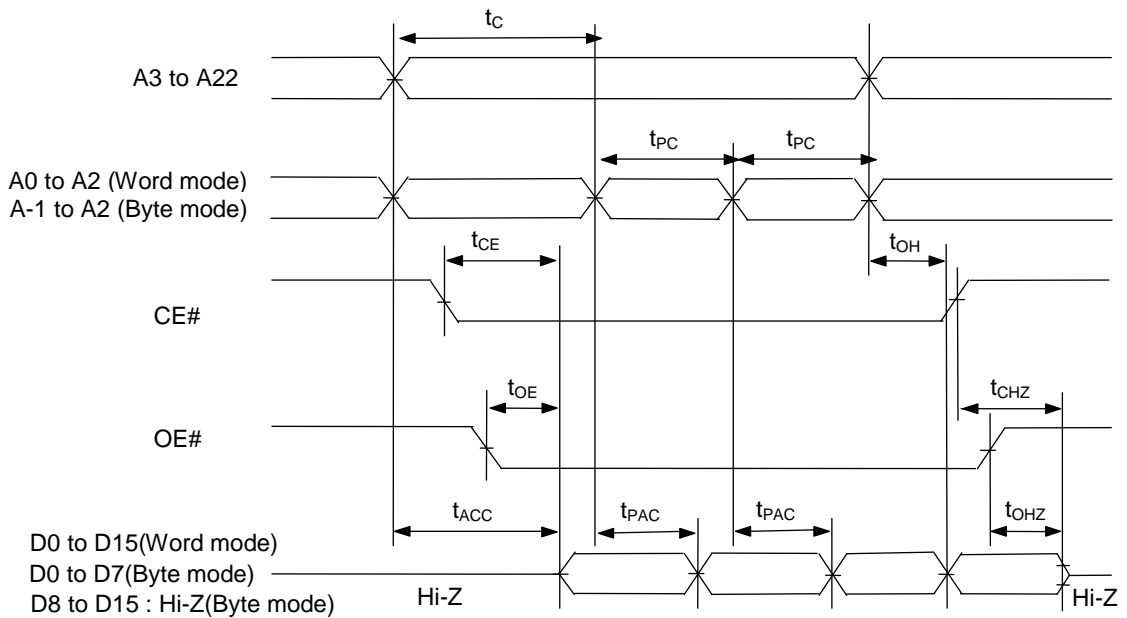 tC
A3 to A22
tPC
tPC
A0 to A2 (Word mode)
A-1 to A2 (Byte mode)
tCE
tOH
CE#
tOE
tCHZ
OE#
tACC
tPAC
tPAC
tOHZ
D0 to D15(Word mode)
D0 to D7(Byte mode)
D8 to D15 : Hi-Z(Byte mode)
Hi-Z
Hi-Z